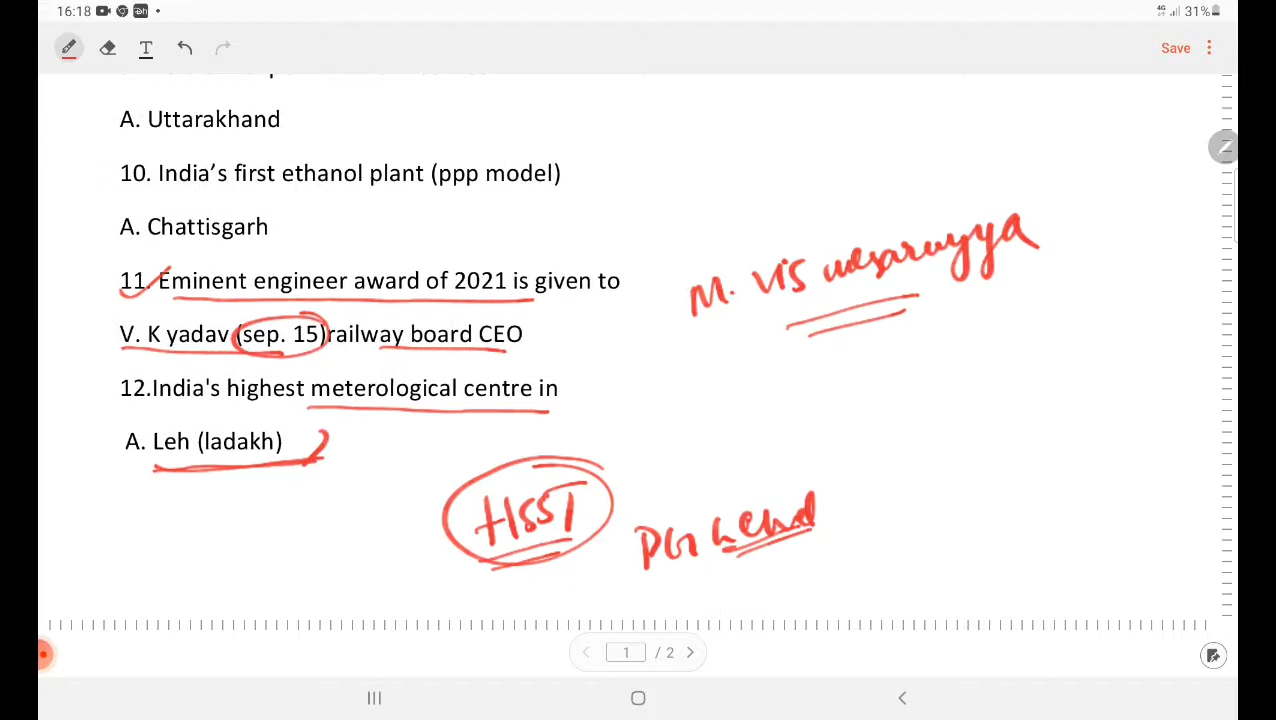 16:18
4G 31%
Save
A. Uttarakhand
10. India’s first ethanol plant (ppp model)
A. Chattisgarh
11. Eminent engineer award of 2021 is given to
V. K yadav (sep. 15)railway board CEO
M. Visweswaruyya
12.India's highest meterological centre in
A. Leh (ladakh)
HSST
1 / 2